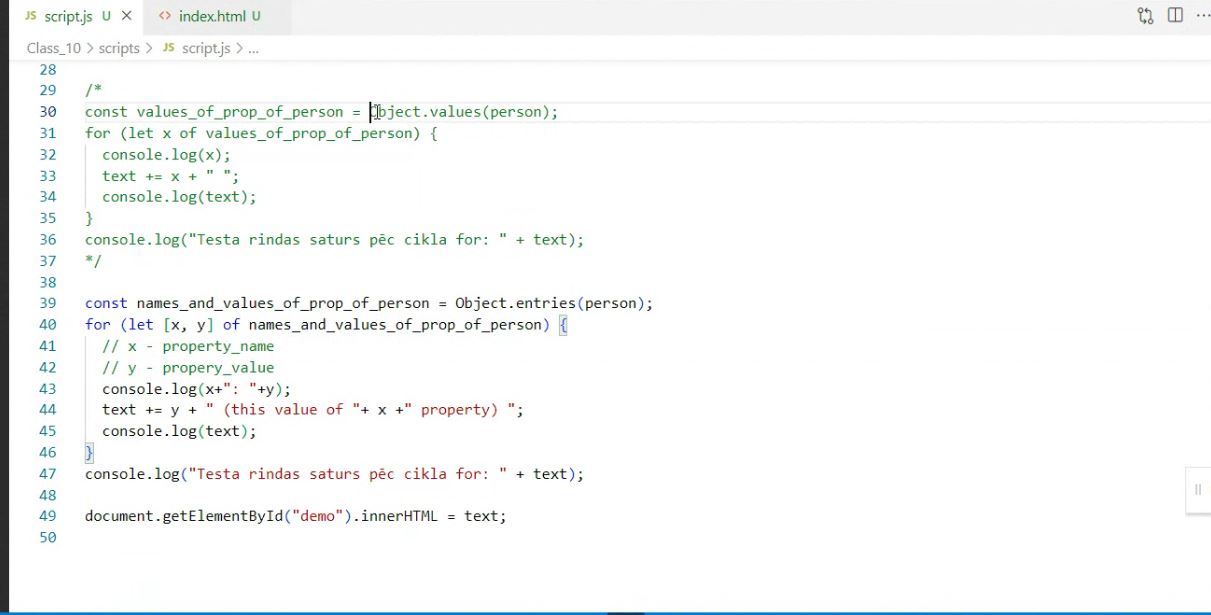 JS script.js U × <> index.html U ...
Class_10 > scripts > JS script.js > ...
28
29 /*
30 const values_of_prop_of_person = Object.values(person);
31 for (let x of values_of_prop_of_person) {
32 console.log(x);
33 text += x + " ";
34 console.log(text);
35 }
36 console.log("Testa rindas saturs pēc cikla for: " + text);
37 */
38
39 const names_and_values_of_prop_of_person = Object.entries(person);
40 for (let [x, y] of names_and_values_of_prop_of_person) {
41 // x - property_name
42 // y - propery_value
43 console.log(x+": "+y);
44 text += y + " (this value of "+ x +" property) ";
45 console.log(text);
46 }
47 console.log("Testa rindas saturs pēc cikla for: " + text);
48
49 document.getElementById("demo").innerHTML = text;
50